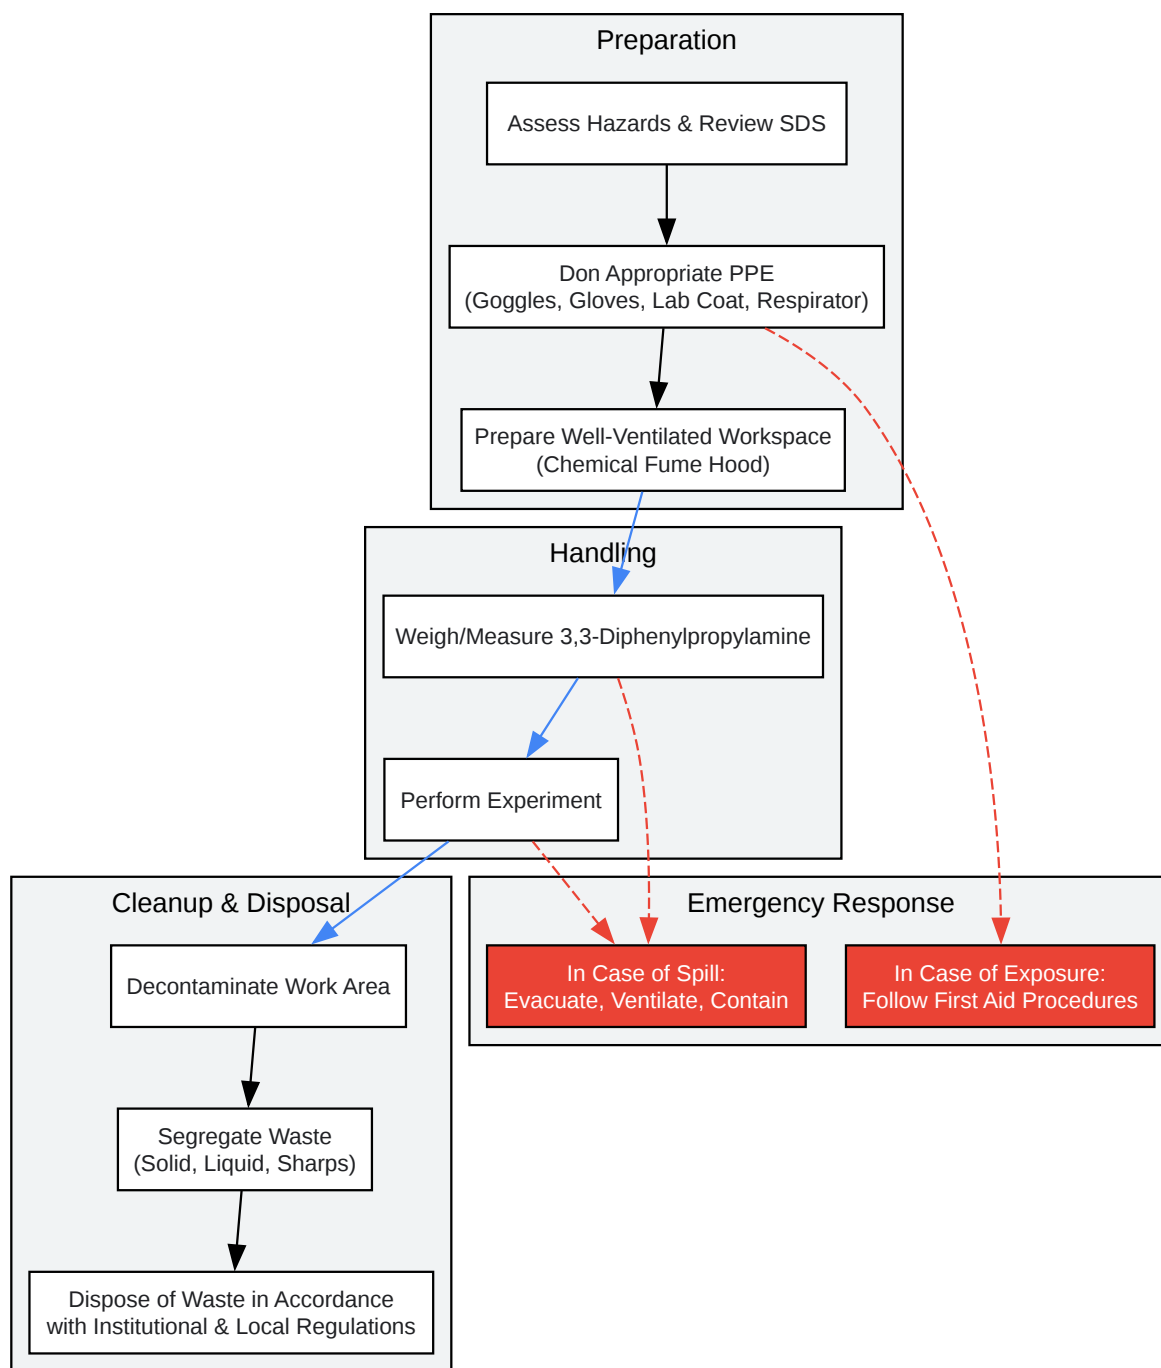 Preparation
Assess Hazards & Review SDS
Don Appropriate PPE
(Goggles, Gloves, Lab Coat, Respirator)
Prepare Well-Ventilated Workspace
(Chemical Fume Hood)
Handling
Weigh/Measure 3,3-Diphenylpropylamine
Perform Experiment
Cleanup & Disposal
Decontaminate Work Area
Segregate Waste
(Solid, Liquid, Sharps)
Dispose of Waste in Accordance
with Institutional & Local Regulations
Emergency Response
In Case of Spill:
Evacuate, Ventilate, Contain
In Case of Exposure:
Follow First Aid Procedures